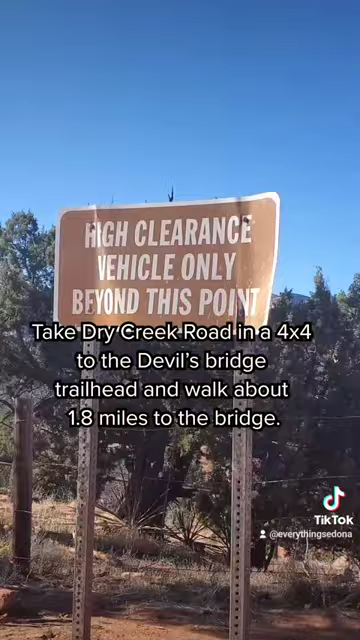 HIGH CLEARANCE
VEHICLE ONLY
BEYOND THIS POINT
Take Dry Creek Road in a 4x4
to the Devil's bridge
trailhead and walk about
1.8 miles to the bridge.
TikTok
@everythingsedona